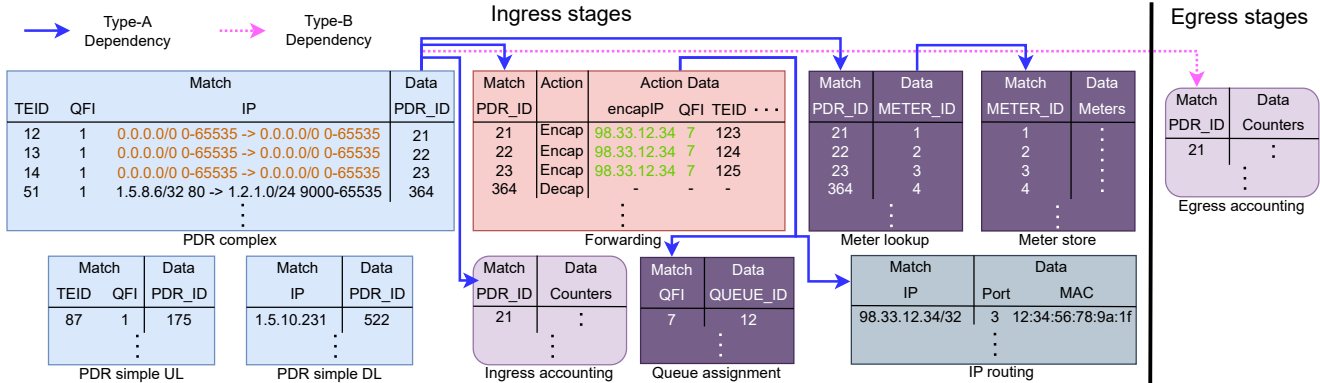 Type-A
Dependency
Type-B
Dependency
Ingress stages
Egress stages
Match Data
TEID QFI IP PDR_ID
12 1 0.0.0.0/0 0-65535 -> 0.0.0.0/0 0-65535 21
13 1 0.0.0.0/0 0-65535 -> 0.0.0.0/0 0-65535 22
14 1 0.0.0.0/0 0-65535 -> 0.0.0.0/0 0-65535 23
51 1 1.5.8.6/32 80 -> 1.2.1.0/24 9000-65535 364
PDR complex
Match Action Action Data
PDR_ID encapIP QFI TEID ...
21 Encap 98.33.12.34 7 123
22 Encap 98.33.12.34 7 124
23 Encap 98.33.12.34 7 125
364 Decap - - -
Forwarding
Match Data
PDR_ID METER_ID
21 1
22 2
23 3
364 4
Meter lookup
Match Data
METER_ID Meters
1
2
3
4
Meter store
Match Data
PDR_ID Counters
21
Egress accounting
Match Data
TEID QFI PDR_ID
87 1 175
PDR simple UL
Match Data
IP PDR_ID
1.5.10.231 522
PDR simple DL
Match Data
PDR_ID Counters
21
Ingress accounting
Match Data
QFI QUEUE_ID
7 12
Queue assignment
Match Data
IP Port MAC
98.33.12.34/32 3 12:34:56:78:9a:1f
IP routing